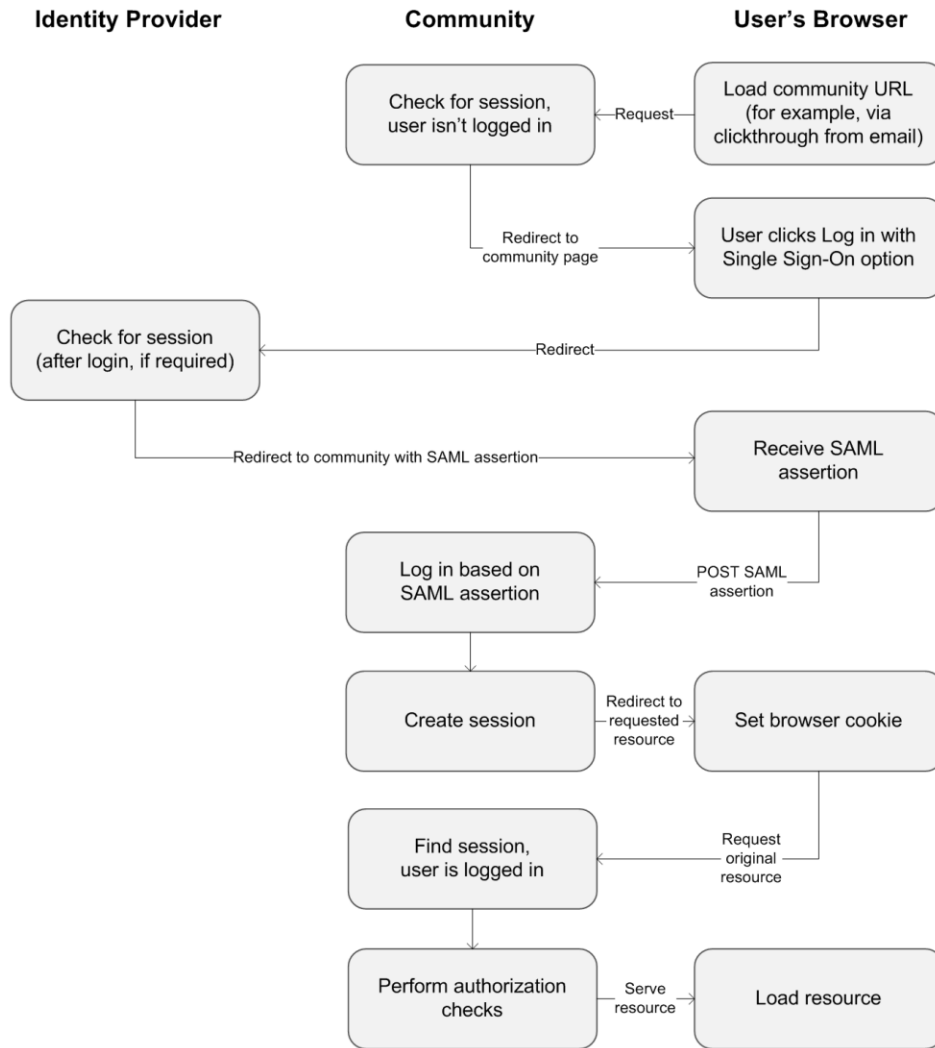 Identity Provider
Community
User’s Browser
Load community URL
(for example, via
clickthrough from email)
Request
Check for session,
user isn’t logged in
Redirect to
community page
User clicks Log in with
Single Sign-On option
Redirect
Check for session
(after login, if required)
Redirect to community with SAML assertion
Receive SAML
assertion
POST SAML
assertion
Log in based on
SAML assertion
Create session
Redirect to
requested
resource
Set browser cookie
Request
original
resource
Find session,
user is logged in
Perform authorization
checks
Serve
resource
Load resource